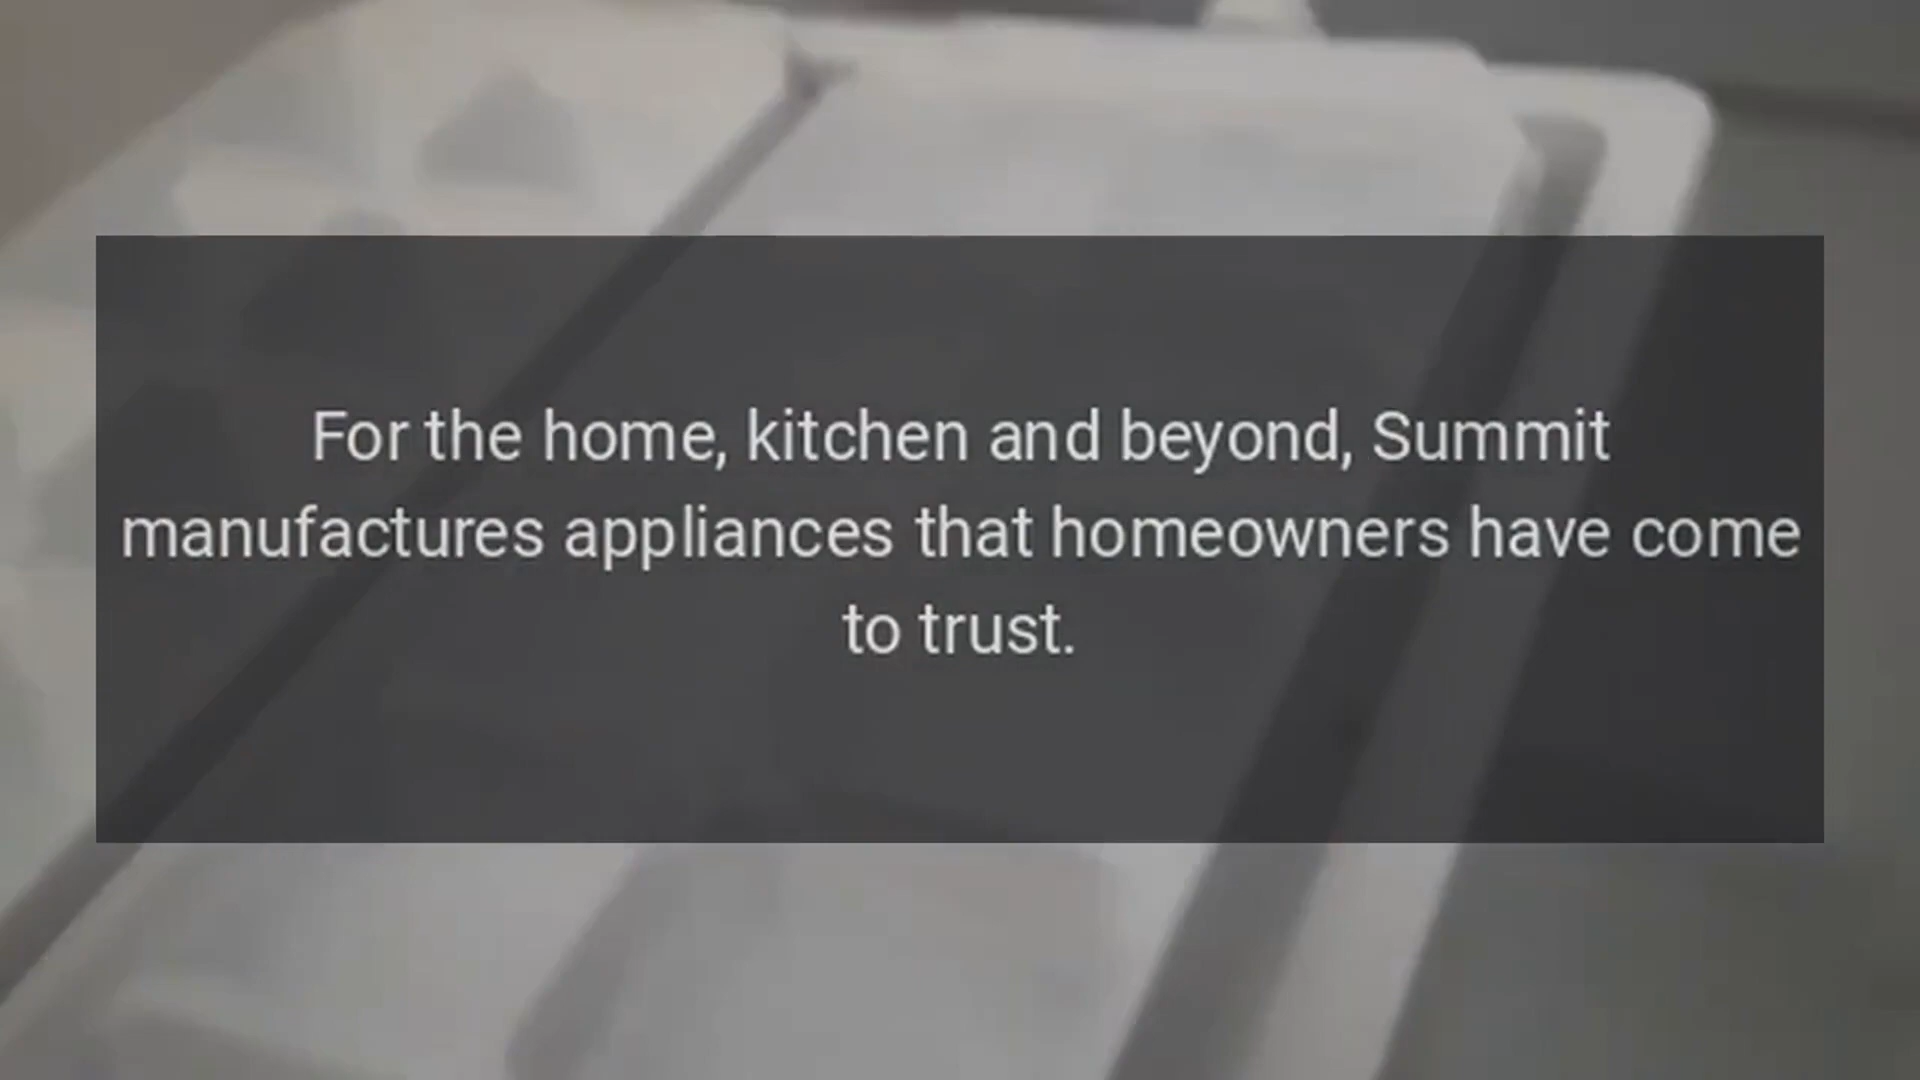 For the home, kitchen and beyond, Summit
manufactures appliances that homeowners have come
to trust.